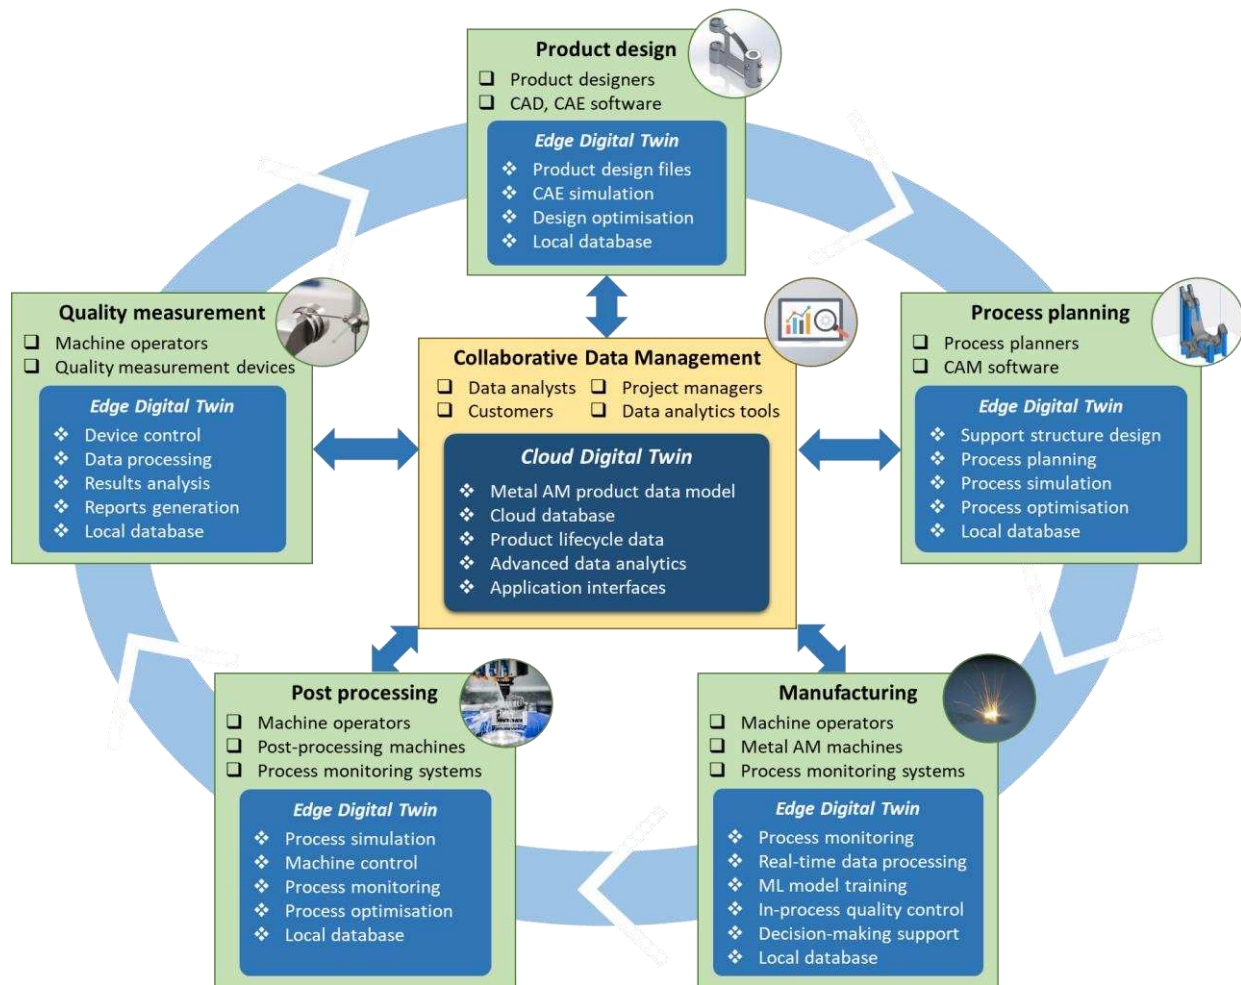 Product design
❑ Product designers
❑ CAD, CAE software
Edge Digital Twin
❖ Product design files
❖ CAE simulation
❖ Design optimisation
❖ Local database
Quality measurement
❑ Machine operators
❑ Quality measurement devices
Edge Digital Twin
❖ Device control
❖ Data processing
❖ Results analysis
❖ Reports generation
❖ Local database
Collaborative Data Management
❑ Data analysts ❑ Project managers
❑ Customers ❑ Data analytics tools
Cloud Digital Twin
❖ Metal AM product data model
❖ Cloud database
❖ Product lifecycle data
❖ Advanced data analytics
❖ Application interfaces
Process planning
❑ Process planners
❑ CAM software
Edge Digital Twin
❖ Support structure design
❖ Process planning
❖ Process simulation
❖ Process optimisation
❖ Local database
Post processing
❑ Machine operators
❑ Post-processing machines
❑ Process monitoring systems
Edge Digital Twin
❖ Process simulation
❖ Machine control
❖ Process monitoring
❖ Process optimisation
❖ Local database
Manufacturing
❑ Machine operators
❑ Metal AM machines
❑ Process monitoring systems
Edge Digital Twin
❖ Process monitoring
❖ Real-time data processing
❖ ML model training
❖ In-process quality control
❖ Decision-making support
❖ Local database